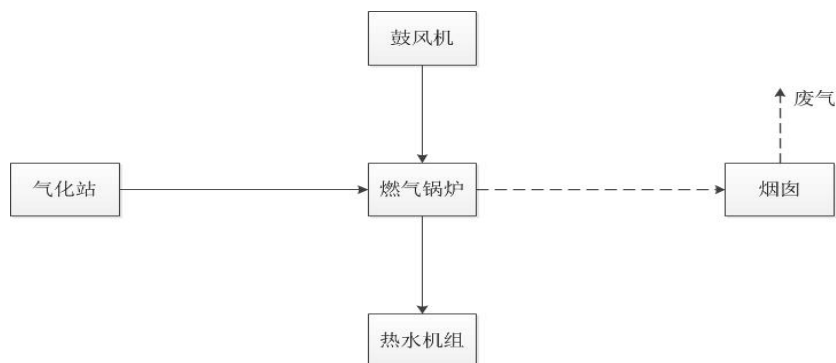 鼓风机
废气
气化站
燃气锅炉
烟囱
热水机组